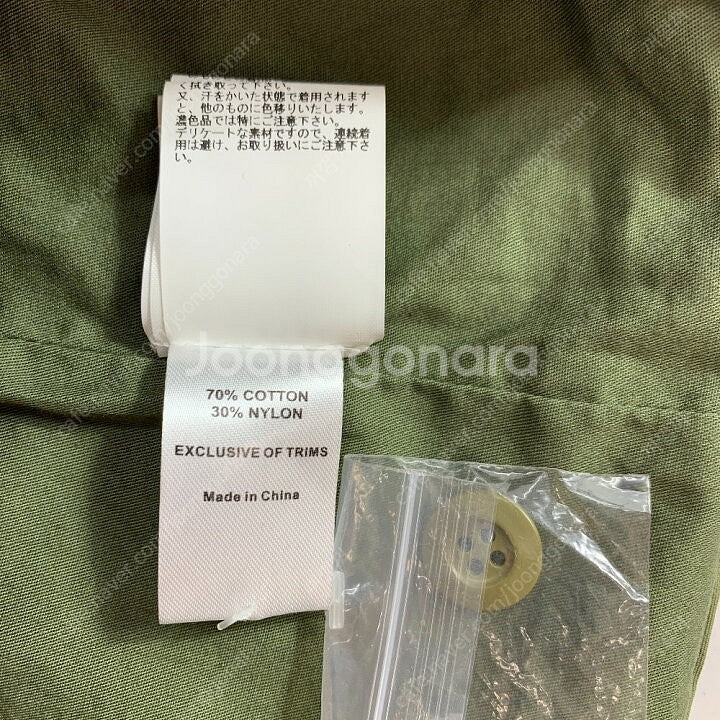 く拭き取って下さい。
又、汗をかいた状態で着用されます
と、他のものに色移りいたします。
濃色品では特にご注意下さい。
デリケートな素材ですので、連続着
用は避け、お取り扱いにご注意下さ
い。
Joonggonara
70% COTTON
30% NYLON
EXCLUSIVE OF TRIMS
Made in China